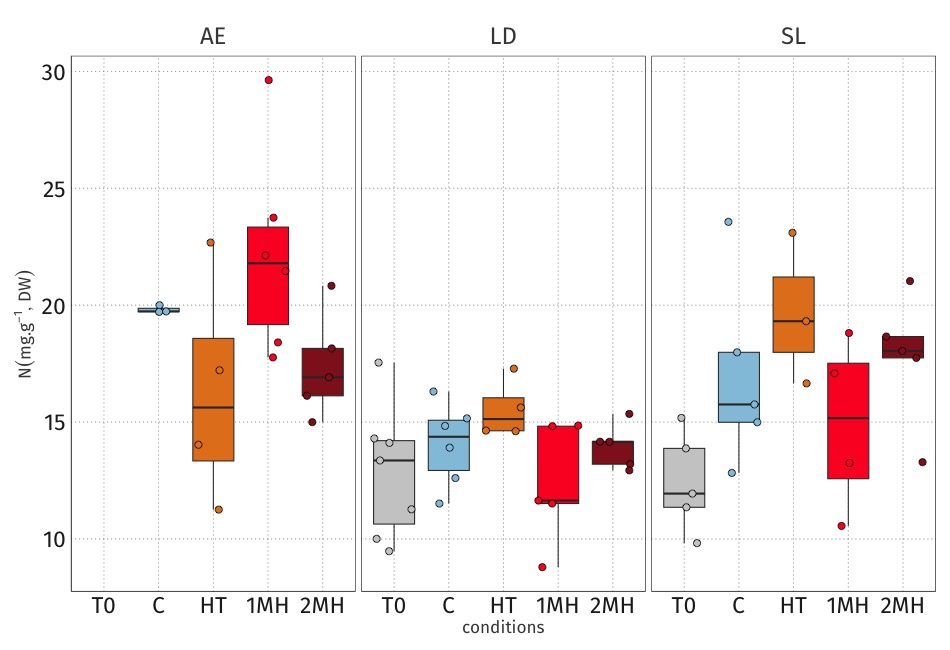 AE LD SL
30
25
20
15
10
N(mg.g⁻¹, DW)
T0 C HT 1MH 2MH T0 C HT 1MH 2MH T0 C HT 1MH 2MH
conditions